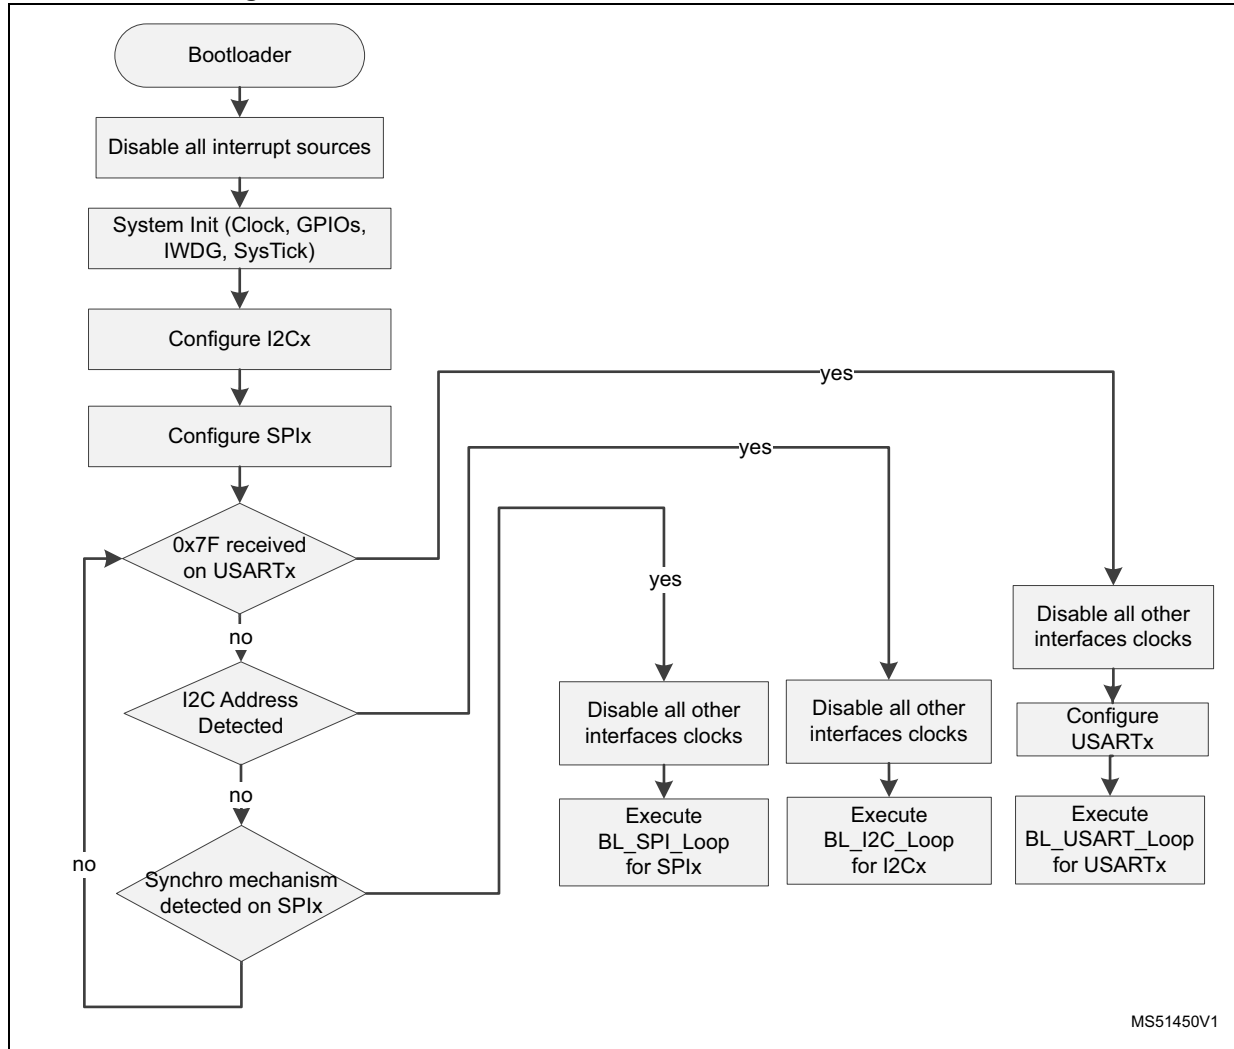 Bootloader
Disable all interrupt sources
System Init (Clock, GPIOs,
IWDG, SysTick)
Configure I2Cx
Configure SPIx
0x7F received
on USARTx
yes
no
I2C Address
Detected
yes
no
Synchro mechanism
detected on SPIx
yes
no
Disable all other
interfaces clocks
Execute
BL_SPI_Loop
for SPIx
Disable all other
interfaces clocks
Execute
BL_I2C_Loop
for I2Cx
Disable all other
interfaces clocks
Configure
USARTx
Execute
BL_USART_Loop
for USARTx
MS51450V1